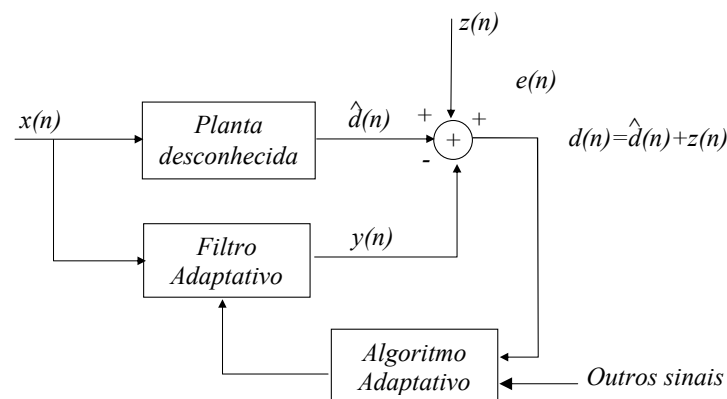 z(n)
e(n)
x(n)
Planta
desconhecida
d̂(n)
+
+
+
-
d(n)=d̂(n)+z(n)
Filtro
Adaptativo
y(n)
Algoritmo
Adaptativo
Outros sinais